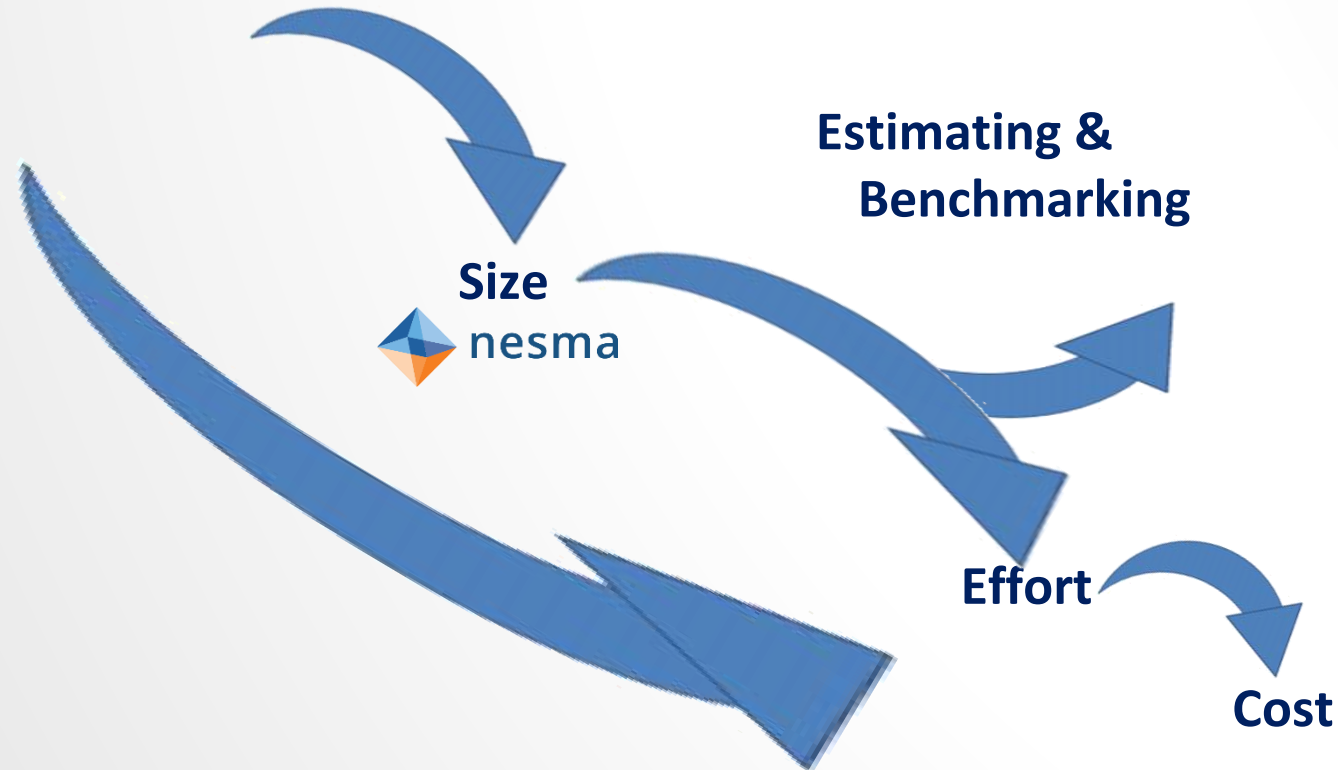 Estimating &
Benchmarking
Size
nesma
Effort
Cost